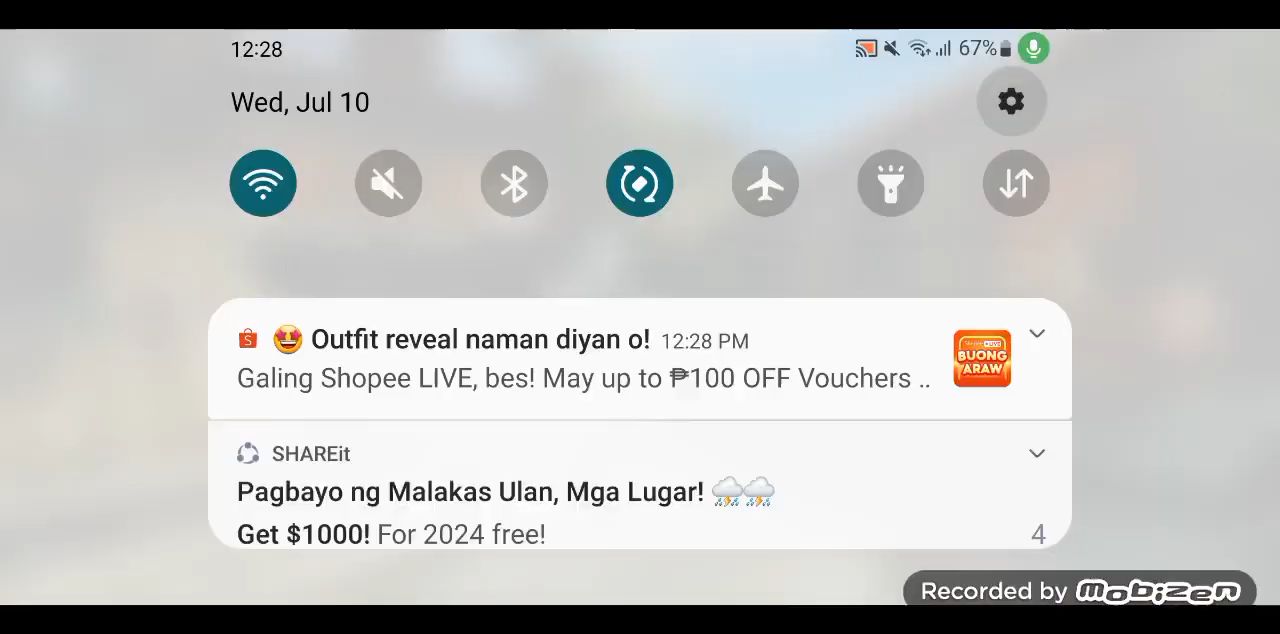 12:28
67%
Wed, Jul 10
🤩 Outfit reveal naman diyan o! 12:28 PM
Galing Shopee LIVE, bes! May up to ₱100 OFF Vouchers ..
LIVE
BUONG
ARAW
SHAREit
Pagbayo ng Malakas Ulan, Mga Lugar! ⛈️⛈️
Get $1000! For 2024 free!
4
Recorded by mobizen